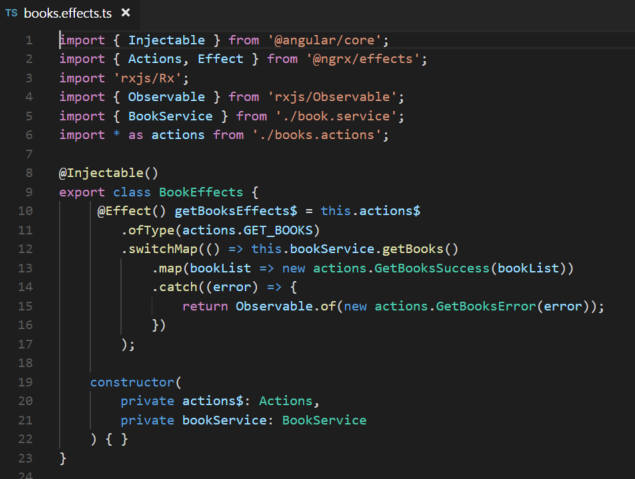 TS books.effects.ts ×
1 import { Injectable } from '@angular/core';
2 import { Actions, Effect } from '@ngrx/effects';
3 import 'rxjs/Rx';
4 import { Observable } from 'rxjs/Observable';
5 import { BookService } from './book.service';
6 import * as actions from './books.actions';
7
8 @Injectable()
9 export class BookEffects {
10 @Effect() getBooksEffects$ = this.actions$
11 .ofType(actions.GET_BOOKS)
12 .switchMap(() => this.bookService.getBooks()
13 .map(bookList => new actions.GetBooksSuccess(bookList))
14 .catch((error) => {
15 return Observable.of(new actions.GetBooksError(error));
16 })
17 );
18
19 constructor(
20 private actions$: Actions,
21 private bookService: BookService
22 ) { }
23 }
24